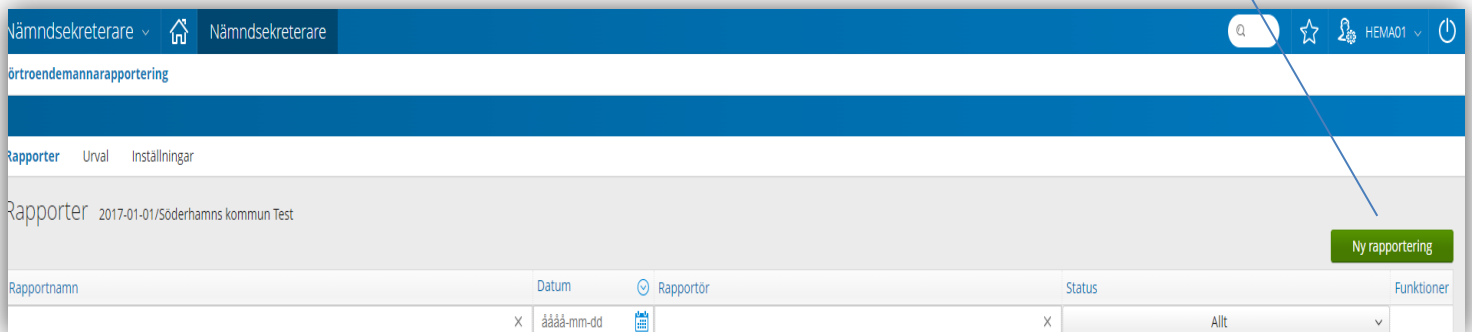 Nämndsekreterare Nämndsekreterare HEMA01
örtroendemannarapportering
Rapporter Urval Inställningar
Rapporter 2017-01-01/Söderhamns kommun Test
Ny rapportering
Rapportnamn Datum Rapportör Status Funktioner
åååå-mm-dd Allt